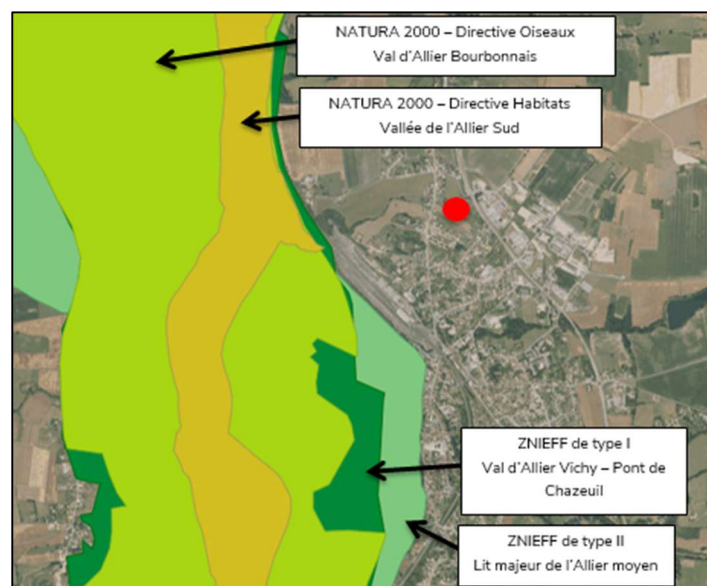 NATURA 2000 – Directive Oiseaux
Val d'Allier Bourbonnais
NATURA 2000 – Directive Habitats
Vallée de l'Allier Sud
ZNIEFF de type I
Val d'Allier Vichy – Pont de
Chazeuil
ZNIEFF de type II
Lit majeur de l'Allier moyen